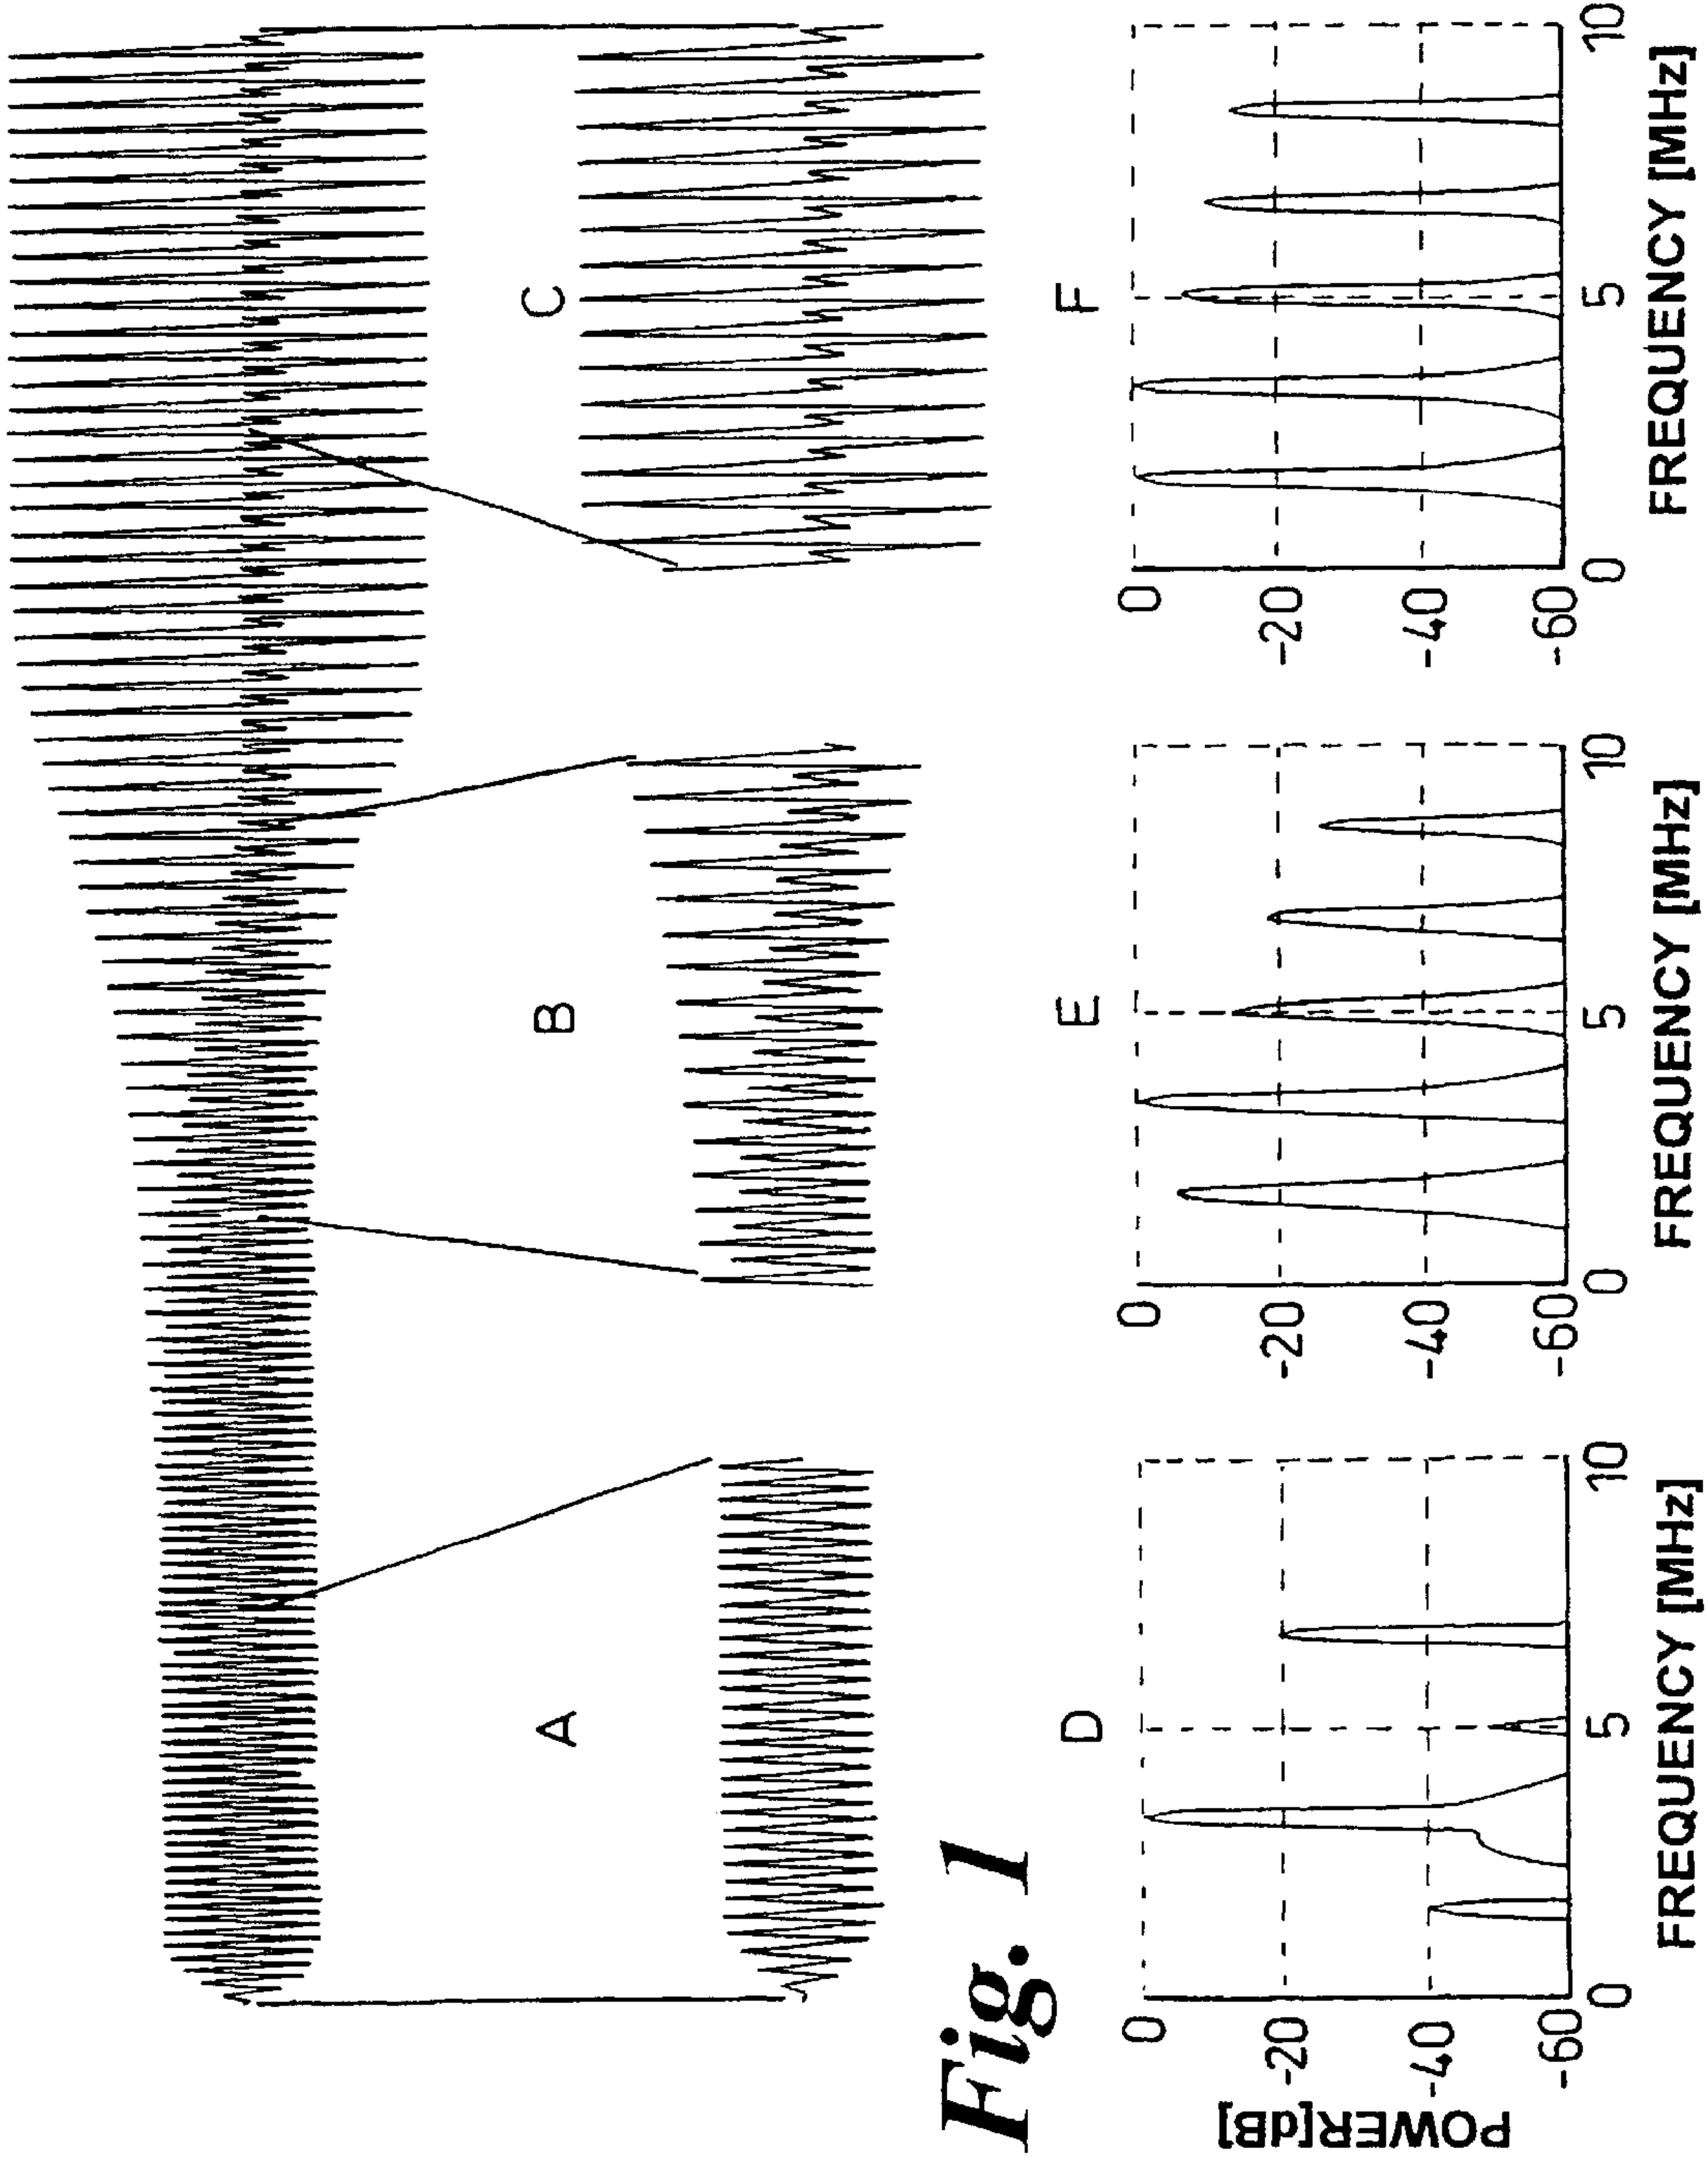 A
B
C
Fig. 1
D
E
F
POWER[dB]
0
-20
-40
-60
0
-20
-40
-60
0
-20
-40
-60
0 5 10
0 5 10
0 5 10
FREQUENCY [MHz]
FREQUENCY [MHz]
FREQUENCY [MHz]